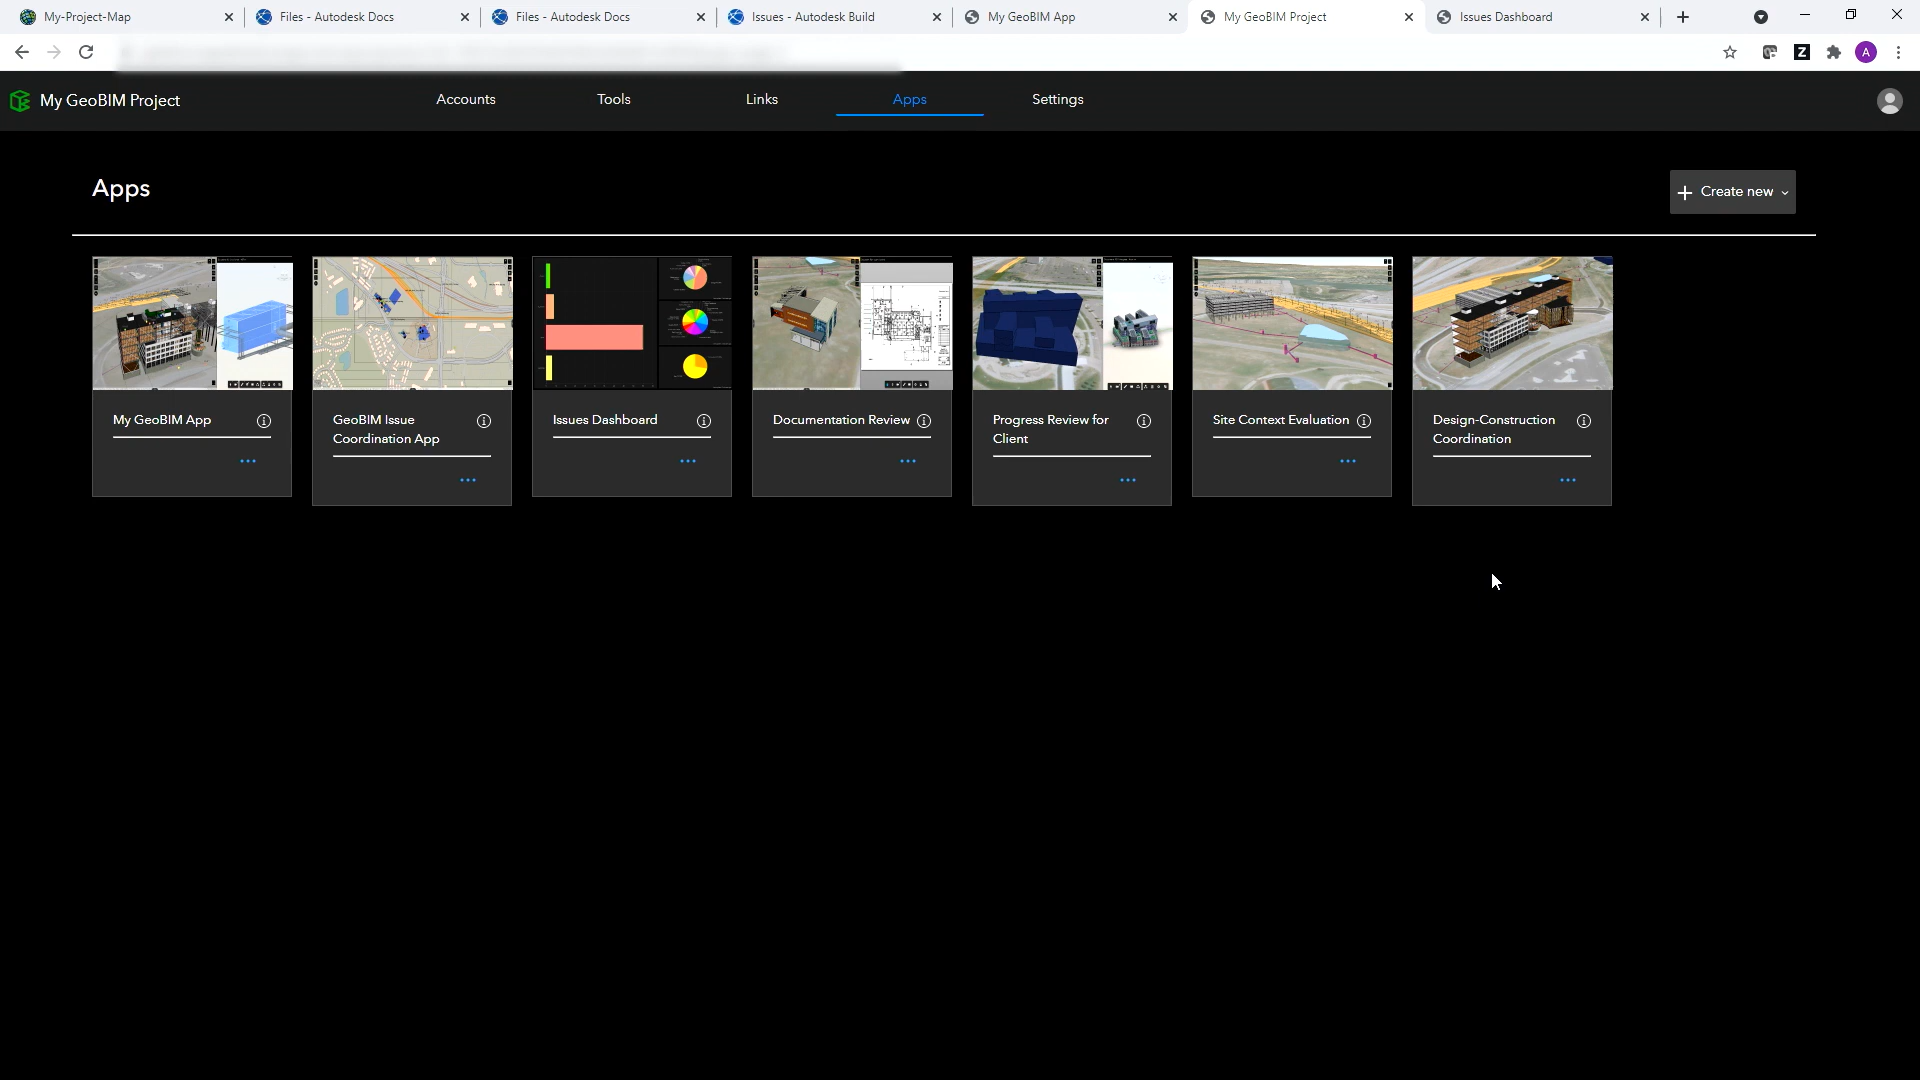 My-Project-Map
Files - Autodesk Docs
Files - Autodesk Docs
Issues - Autodesk Build
My GeoBIM App
My GeoBIM Project
Issues Dashboard
A
My GeoBIM Project
Accounts
Tools
Links
Apps
Settings
Apps
Create new
My GeoBIM App
GeoBIM Issue
Coordination App
Issues Dashboard
Documentation Review
Progress Review for
Client
Site Context Evaluation
Design-Construction
Coordination